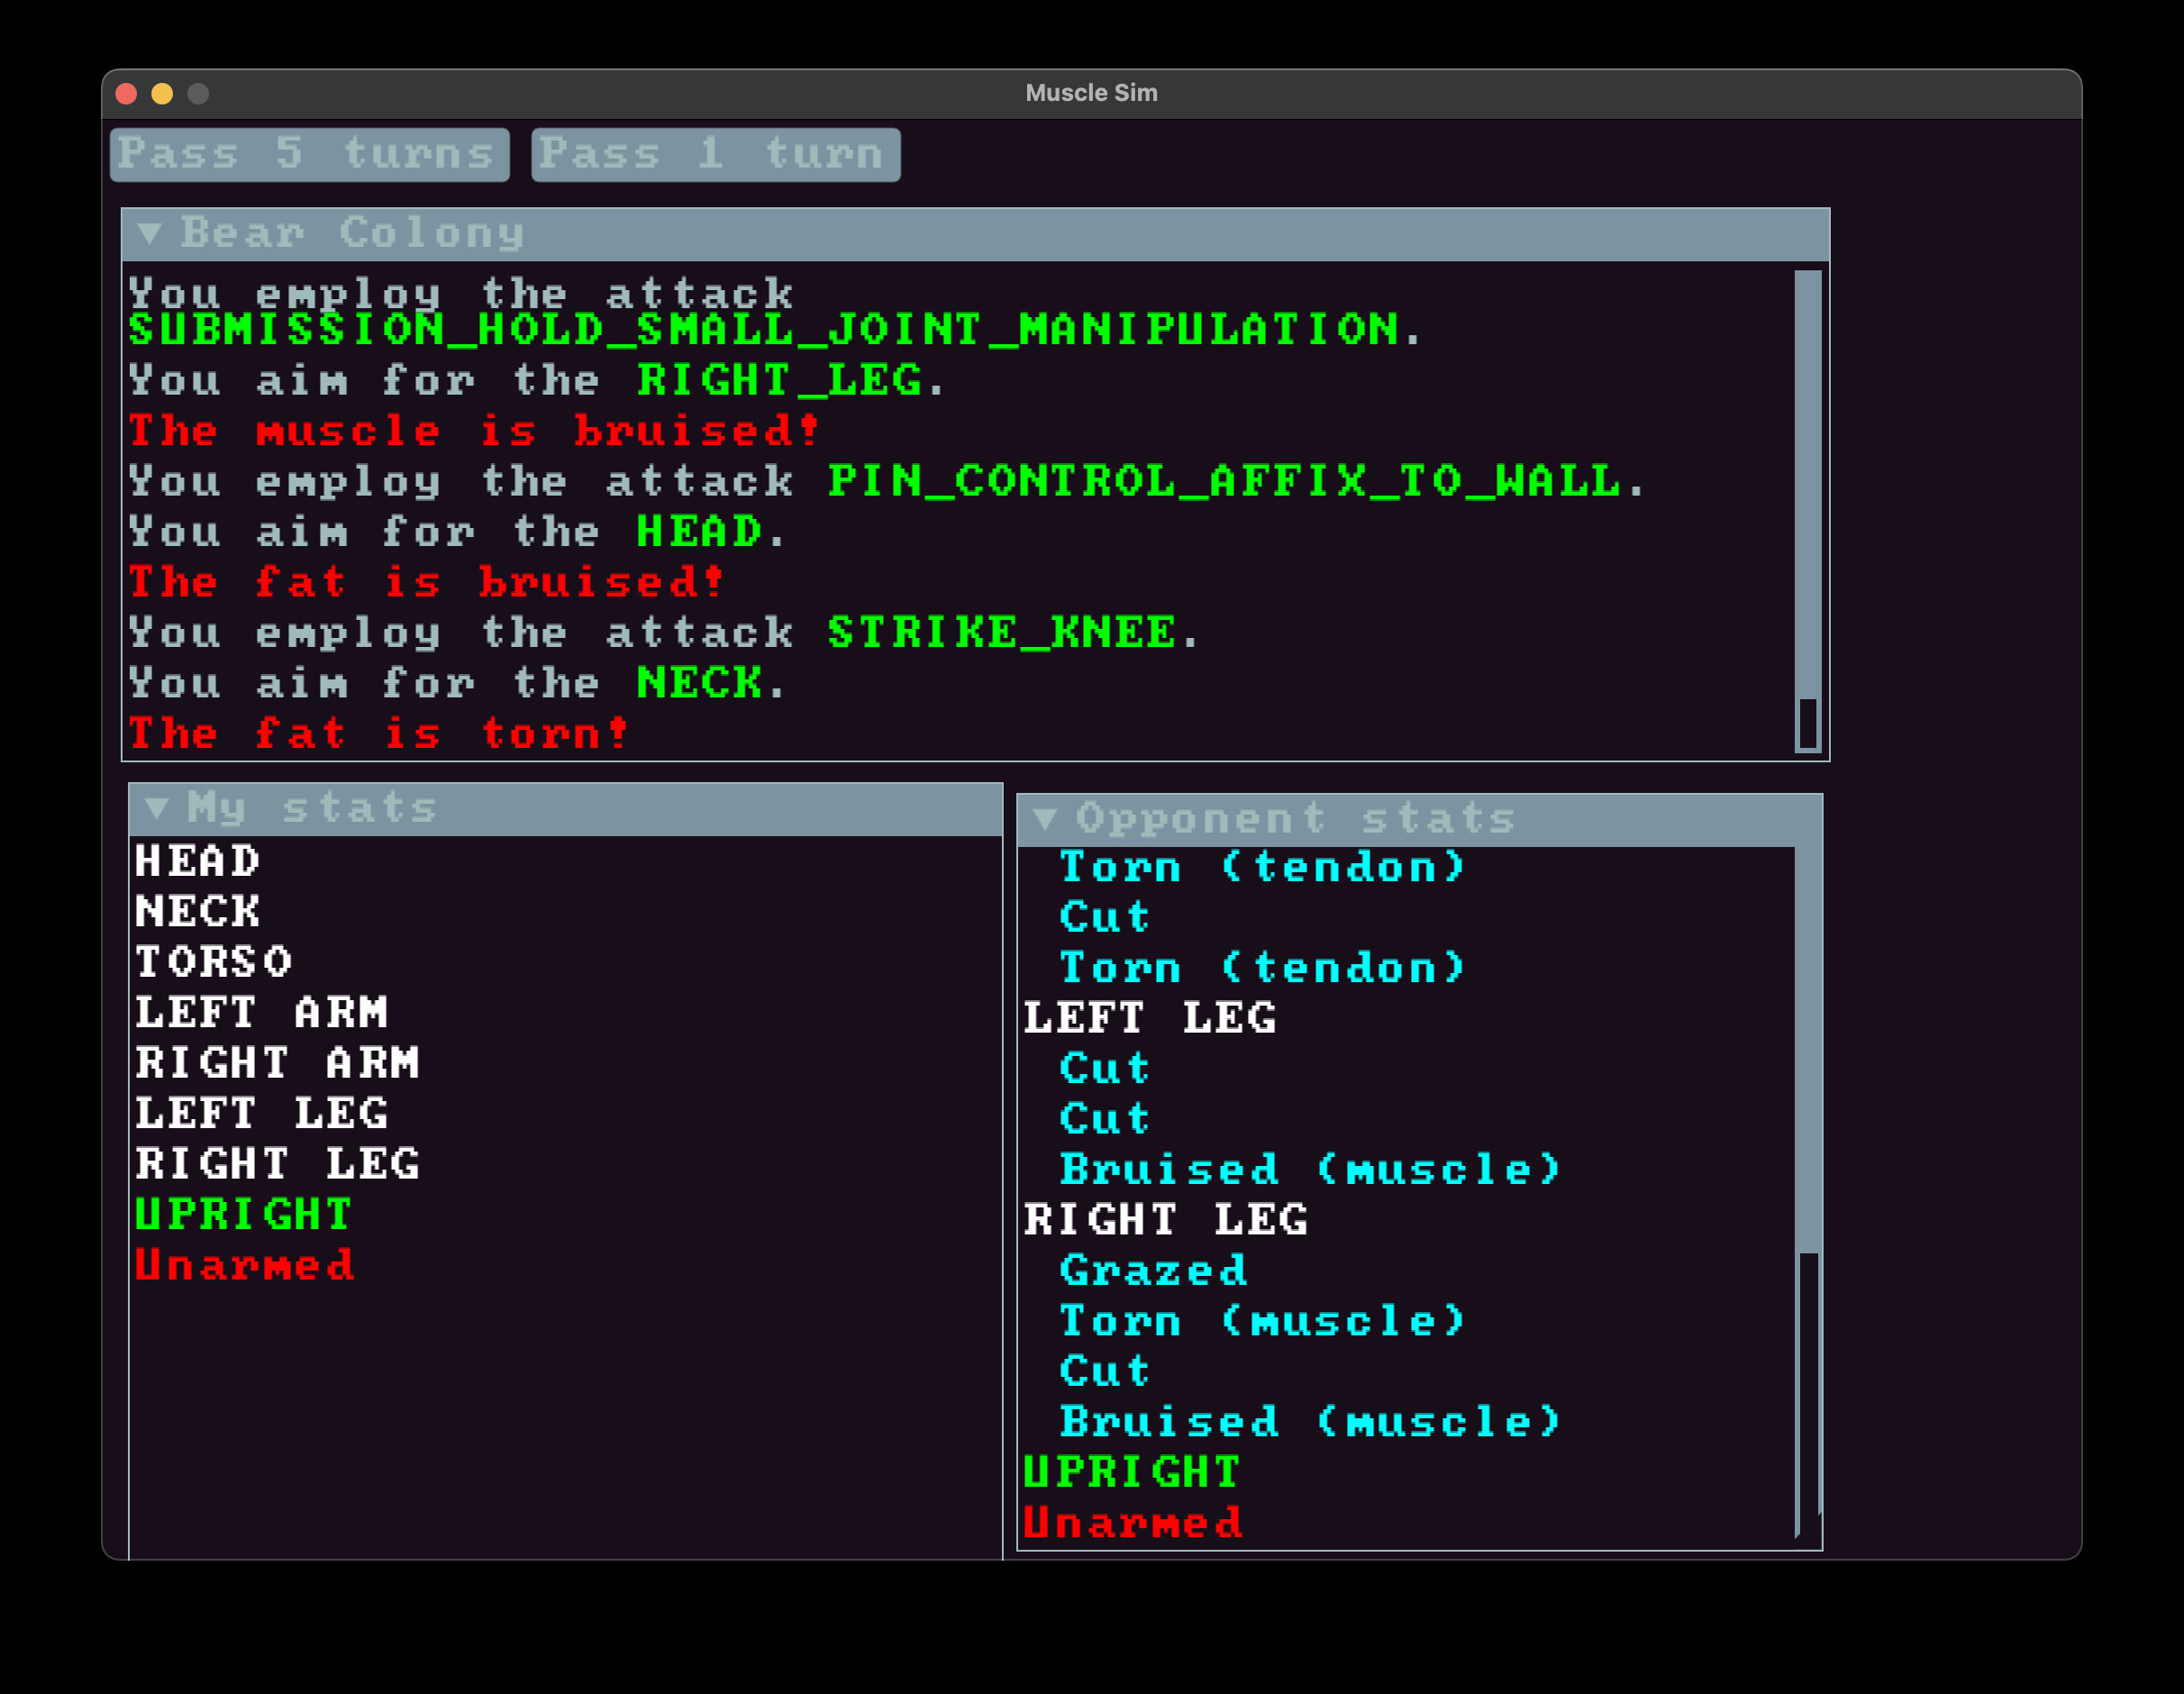 Muscle Sim
Pass 5 turns Pass 1 turn
Bear Colony
You employ the attack
SUBMISSION_HOLD_SMALL_JOINT_MANIPULATION.
You aim for the RIGHT_LEG.
The muscle is bruised!
You employ the attack PIN_CONTROL_AFFIX_TO_WALL.
You aim for the HEAD.
The fat is bruised!
You employ the attack STRIKE_KNEE.
You aim for the NECK.
The fat is torn!
My stats
HEAD
NECK
TORSO
LEFT ARM
RIGHT ARM
LEFT LEG
RIGHT LEG
UPRIGHT
Unarmed
Opponent stats
Torn (tendon)
Cut
Torn (tendon)
LEFT LEG
Cut
Cut
Bruised (muscle)
RIGHT LEG
Grazed
Torn (muscle)
Cut
Bruised (muscle)
UPRIGHT
Unarmed